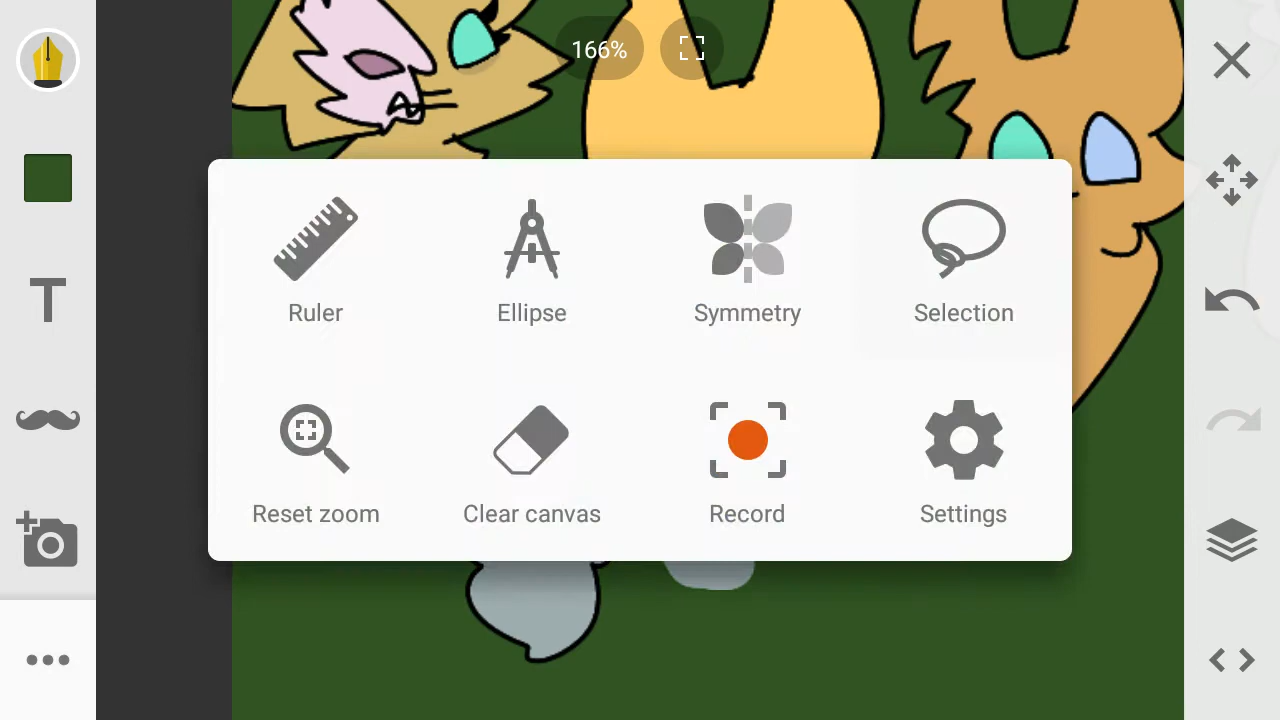 166%
T
Ruler
Ellipse
Symmetry
Selection
Reset zoom
Clear canvas
Record
Settings